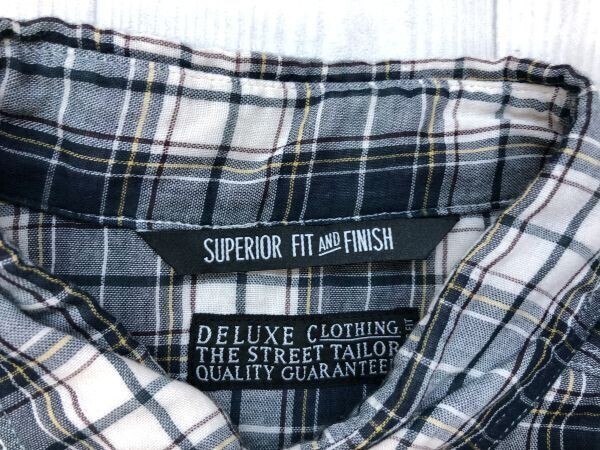 SUPERIOR FIT AND FINISH
DELUXE CLOTHING
THE STREET TAILOR
QUALITY GUARANTEE